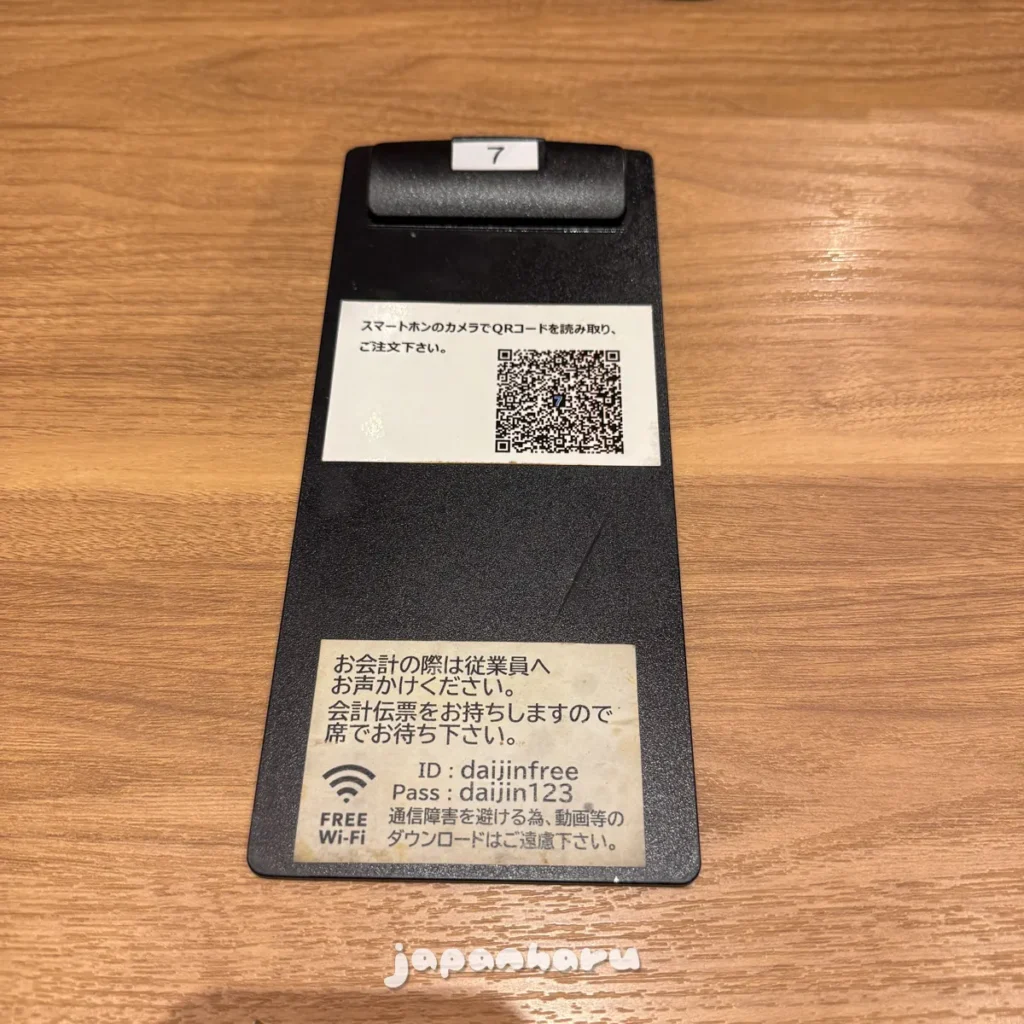 7
スマートホンのカメラでQRコードを読み取り、
ご注文下さい。
7
お会計の際は従業員へ
お声かけください。
会計伝票をお持ちしますので
席でお待ち下さい。
ID : daijinfree
Pass : daijin123
FREE
Wi-Fi
通信障害を避ける為、動画等の
ダウンロードはご遠慮下さい。
japanharu